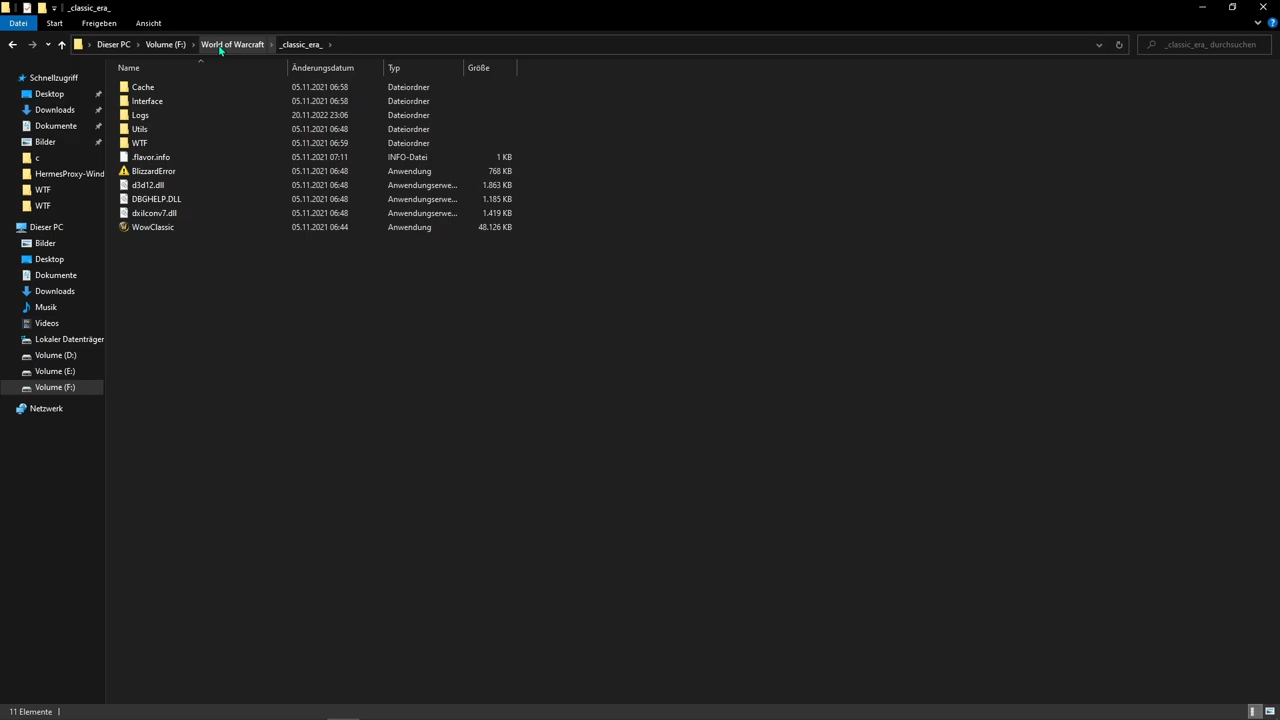 _classic_era_
Datei Start Freigeben Ansicht
Dieser PC Volume (F:) World of Warcraft _classic_era_
_classic_era_ durchsuchen
Name Änderungsdatum Typ Größe
Schnellzugriff
Desktop
Downloads
Dokumente
Bilder
c
HermesProxy-Wind
WTF
WTF
Dieser PC
Bilder
Desktop
Dokumente
Downloads
Musik
Videos
Lokaler Datenträger
Volume (D:)
Volume (E:)
Volume (F:)
Netzwerk
Cache 05.11.2021 06:58 Dateiordner
Interface 05.11.2021 06:58 Dateiordner
Logs 20.11.2022 23:06 Dateiordner
Utils 05.11.2021 06:48 Dateiordner
WTF 05.11.2021 06:59 Dateiordner
.flavor.info 05.11.2021 07:11 INFO-Datei 1 KB
BlizzardError 05.11.2021 06:48 Anwendung 768 KB
d3d12.dll 05.11.2021 06:48 Anwendungserwe... 1.863 KB
DBGHELP.DLL 05.11.2021 06:48 Anwendungserwe... 1.185 KB
dxilconv7.dll 05.11.2021 06:48 Anwendungserwe... 1.419 KB
WowClassic 05.11.2021 06:44 Anwendung 48.126 KB
11 Elemente